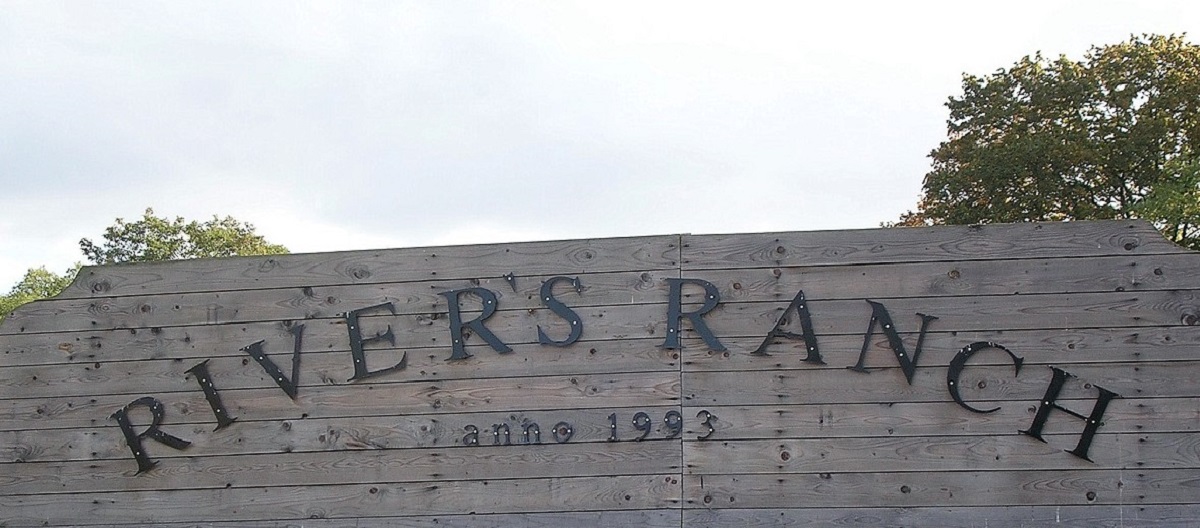 RIVER'S RANCH
anno 1993